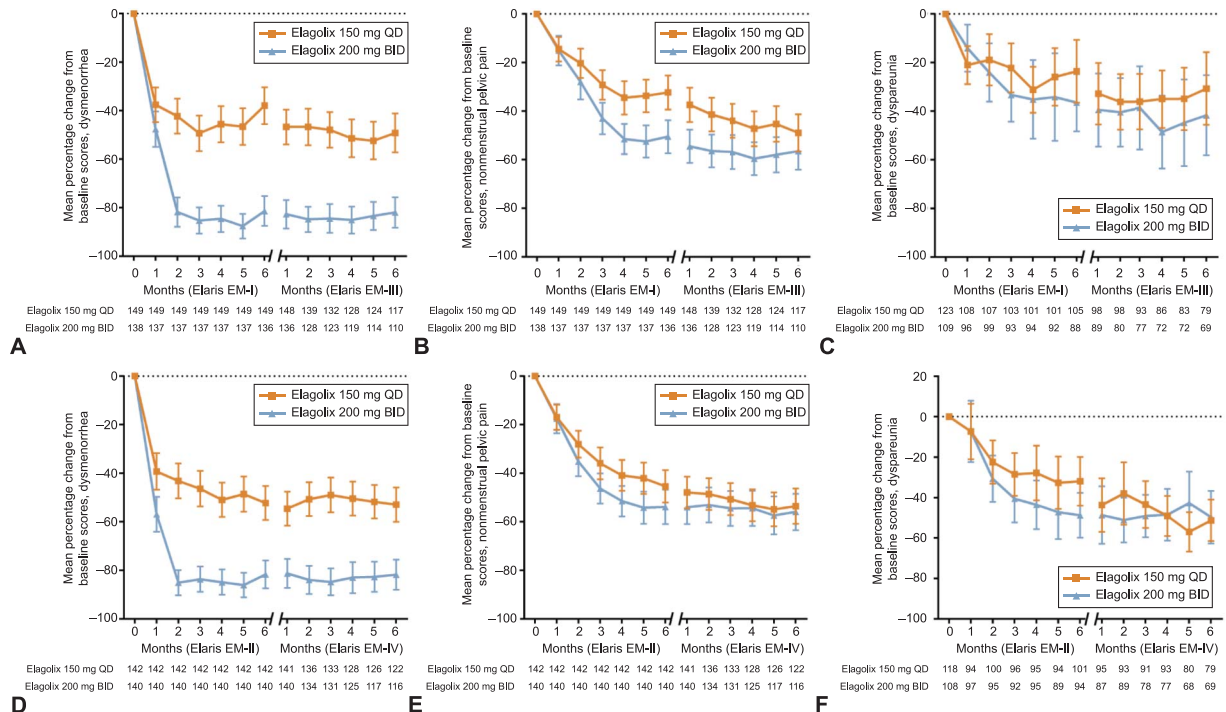 Mean percentage change from
baseline scores, dysmenorrhea
0
–20
–40
–60
–80
–100
Elagolix 150 mg QD
Elagolix 200 mg BID
0 1 2 3 4 5 6 1 2 3 4 5 6
Months (Elaris EM-I) Months (Elaris EM-III)
Elagolix 150 mg QD 149 149 149 149 149 149 149 148 139 132 128 124 117
Elagolix 200 mg BID 138 137 137 137 137 137 136 136 128 123 119 114 110
A
Mean percentage change from baseline
scores, nonmenstrual pelvic pain
0
–20
–40
–60
–80
–100
Elagolix 150 mg QD
Elagolix 200 mg BID
0 1 2 3 4 5 6 1 2 3 4 5 6
Months (Elaris EM-I) Months (Elaris EM-III)
149 149 149 149 149 149 149 148 139 132 128 124 117
138 137 137 137 137 137 136 136 128 123 119 114 110
B
Mean percentage change from
baseline scores, dyspareunia
0
–20
–40
–60
–80
–100
Elagolix 150 mg QD
Elagolix 200 mg BID
0 1 2 3 4 5 6 1 2 3 4 5 6
Months (Elaris EM-I) Months (Elaris EM-III)
Elagolix 150 mg QD 123 108 107 103 101 101 105 98 98 93 86 83 79
Elagolix 200 mg BID 109 96 99 93 94 92 88 89 80 77 72 72 69
C
Mean percentage change from
baseline scores, dysmenorrhea
0
–20
–40
–60
–80
–100
Elagolix 150 mg QD
Elagolix 200 mg BID
0 1 2 3 4 5 6 1 2 3 4 5 6
Months (Elaris EM-II) Months (Elaris EM-IV)
Elagolix 150 mg QD 142 142 142 142 142 142 142 141 136 133 128 126 122
Elagolix 200 mg BID 140 140 140 140 140 140 140 140 134 131 125 117 116
D
Mean percentage change from baseline
scores, nonmenstrual pelvic pain
0
–20
–40
–60
–80
–100
Elagolix 150 mg QD
Elagolix 200 mg BID
0 1 2 3 4 5 6 1 2 3 4 5 6
Months (Elaris EM-II) Months (Elaris EM-IV)
142 142 142 142 142 142 142 141 136 133 128 126 122
140 140 140 140 140 140 140 140 134 131 125 117 116
E
Mean percentage change from
baseline scores, dyspareunia
20
0
–20
–40
–60
–80
–100
Elagolix 150 mg QD
Elagolix 200 mg BID
0 1 2 3 4 5 6 1 2 3 4 5 6
Months (Elaris EM-II) Months (Elaris EM-IV)
Elagolix 150 mg QD 118 94 100 96 95 94 101 95 93 91 93 80 79
Elagolix 200 mg BID 108 97 95 92 95 89 94 87 89 78 77 68 69
F